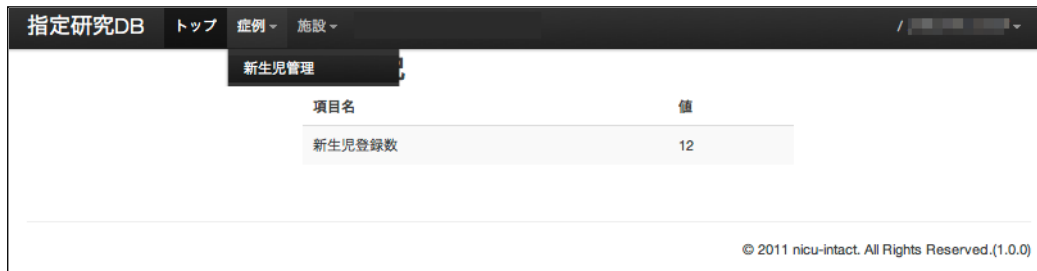 指定研究DB トップ 症例 施設 /
新生児管理
項目名 値
新生児登録数 12
© 2011 nicu-intact. All Rights Reserved.(1.0.0)